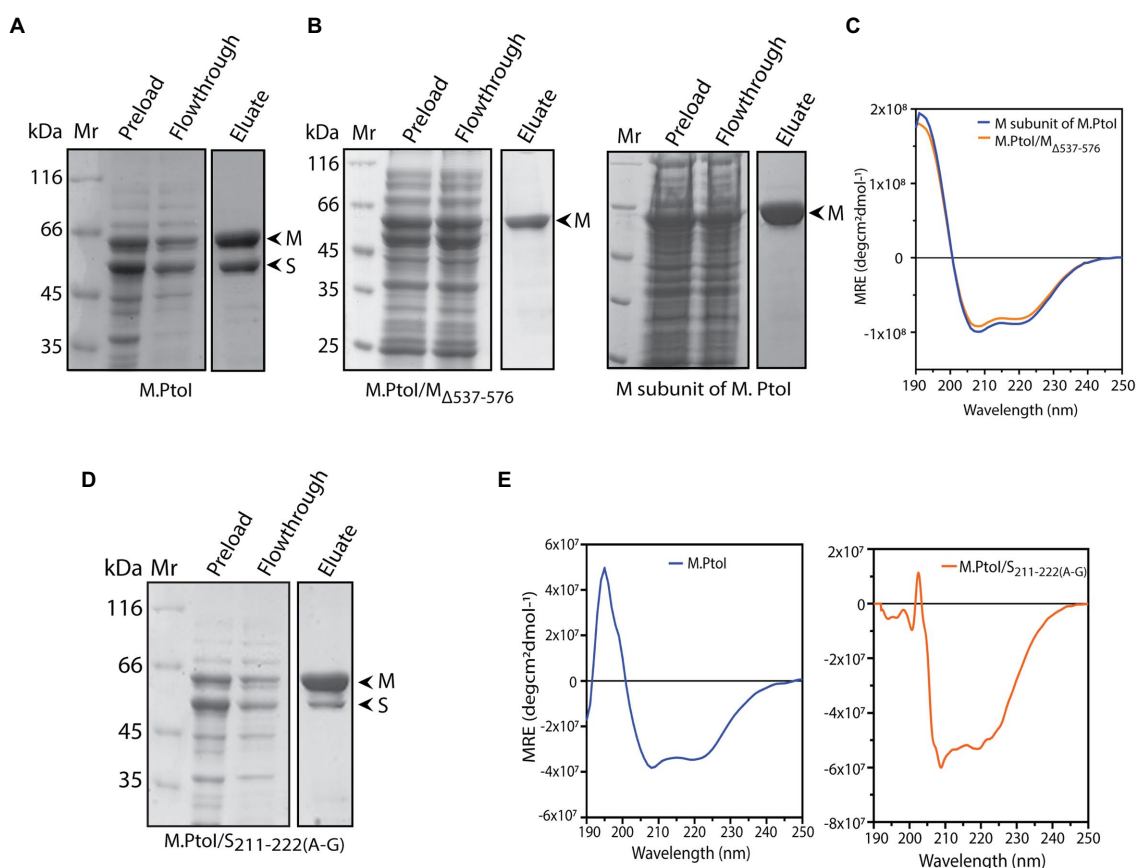 A
kDa Mr Preload Flowthrough Eluate
116
66
45
35
M
S
M.PtoI
B
kDa Mr Preload Flowthrough Eluate
116
66
45
35
25
M
M.PtoI/MΔ537-576
Mr Preload Flowthrough Eluate
M
M subunit of M. PtoI
C
M subunit of M.PtoI
M.PtoI/MΔ537-576
MRE (degcm²dmol-¹)
2x10⁸
1x10⁸
0
-1x10⁸
190 200 210 220 230 240 250
Wavelength (nm)
D
kDa Mr Preload Flowthrough Eluate
116
66
45
35
M
S
M.PtoI/S211-222(A-G)
E
M.PtoI
MRE (degcm²dmol-¹)
6x10⁷
4x10⁷
2x10⁷
0
-2x10⁷
-4x10⁷
-6x10⁷
190 200 210 220 230 240 250
Wavelength (nm)
M.PtoI/S211-222(A-G)
2x10⁷
0
-2x10⁷
-4x10⁷
-6x10⁷
-8x10⁷
190 200 210 220 230 240 250
Wavelength (nm)